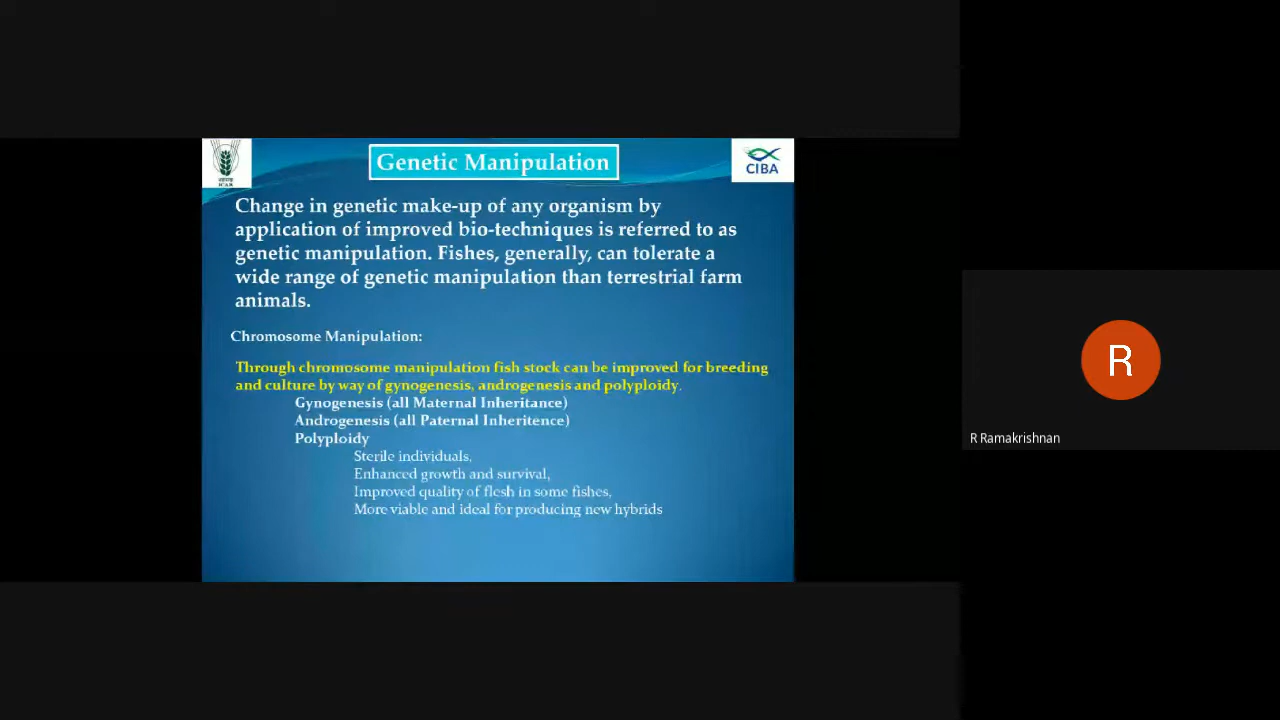 Genetic Manipulation
CIBA
ICAR
Change in genetic make-up of any organism by
application of improved bio-techniques is referred to as
genetic manipulation. Fishes, generally, can tolerate a
wide range of genetic manipulation than terrestrial farm
animals.
Chromosome Manipulation:
Through chromosome manipulation fish stock can be improved for breeding
and culture by way of gynogenesis, androgenesis and polyploidy.
Gynogenesis (all Maternal Inheritance)
Androgenesis (all Paternal Inheritence)
Polyploidy
Sterile individuals,
Enhanced growth and survival,
Improved quality of flesh in some fishes,
More viable and ideal for producing new hybrids
R
R Ramakrishnan